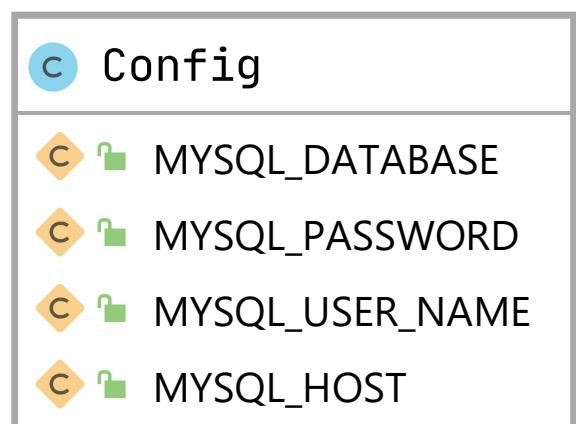 C Config
C MYSQL_DATABASE
C MYSQL_PASSWORD
C MYSQL_USER_NAME
C MYSQL_HOST